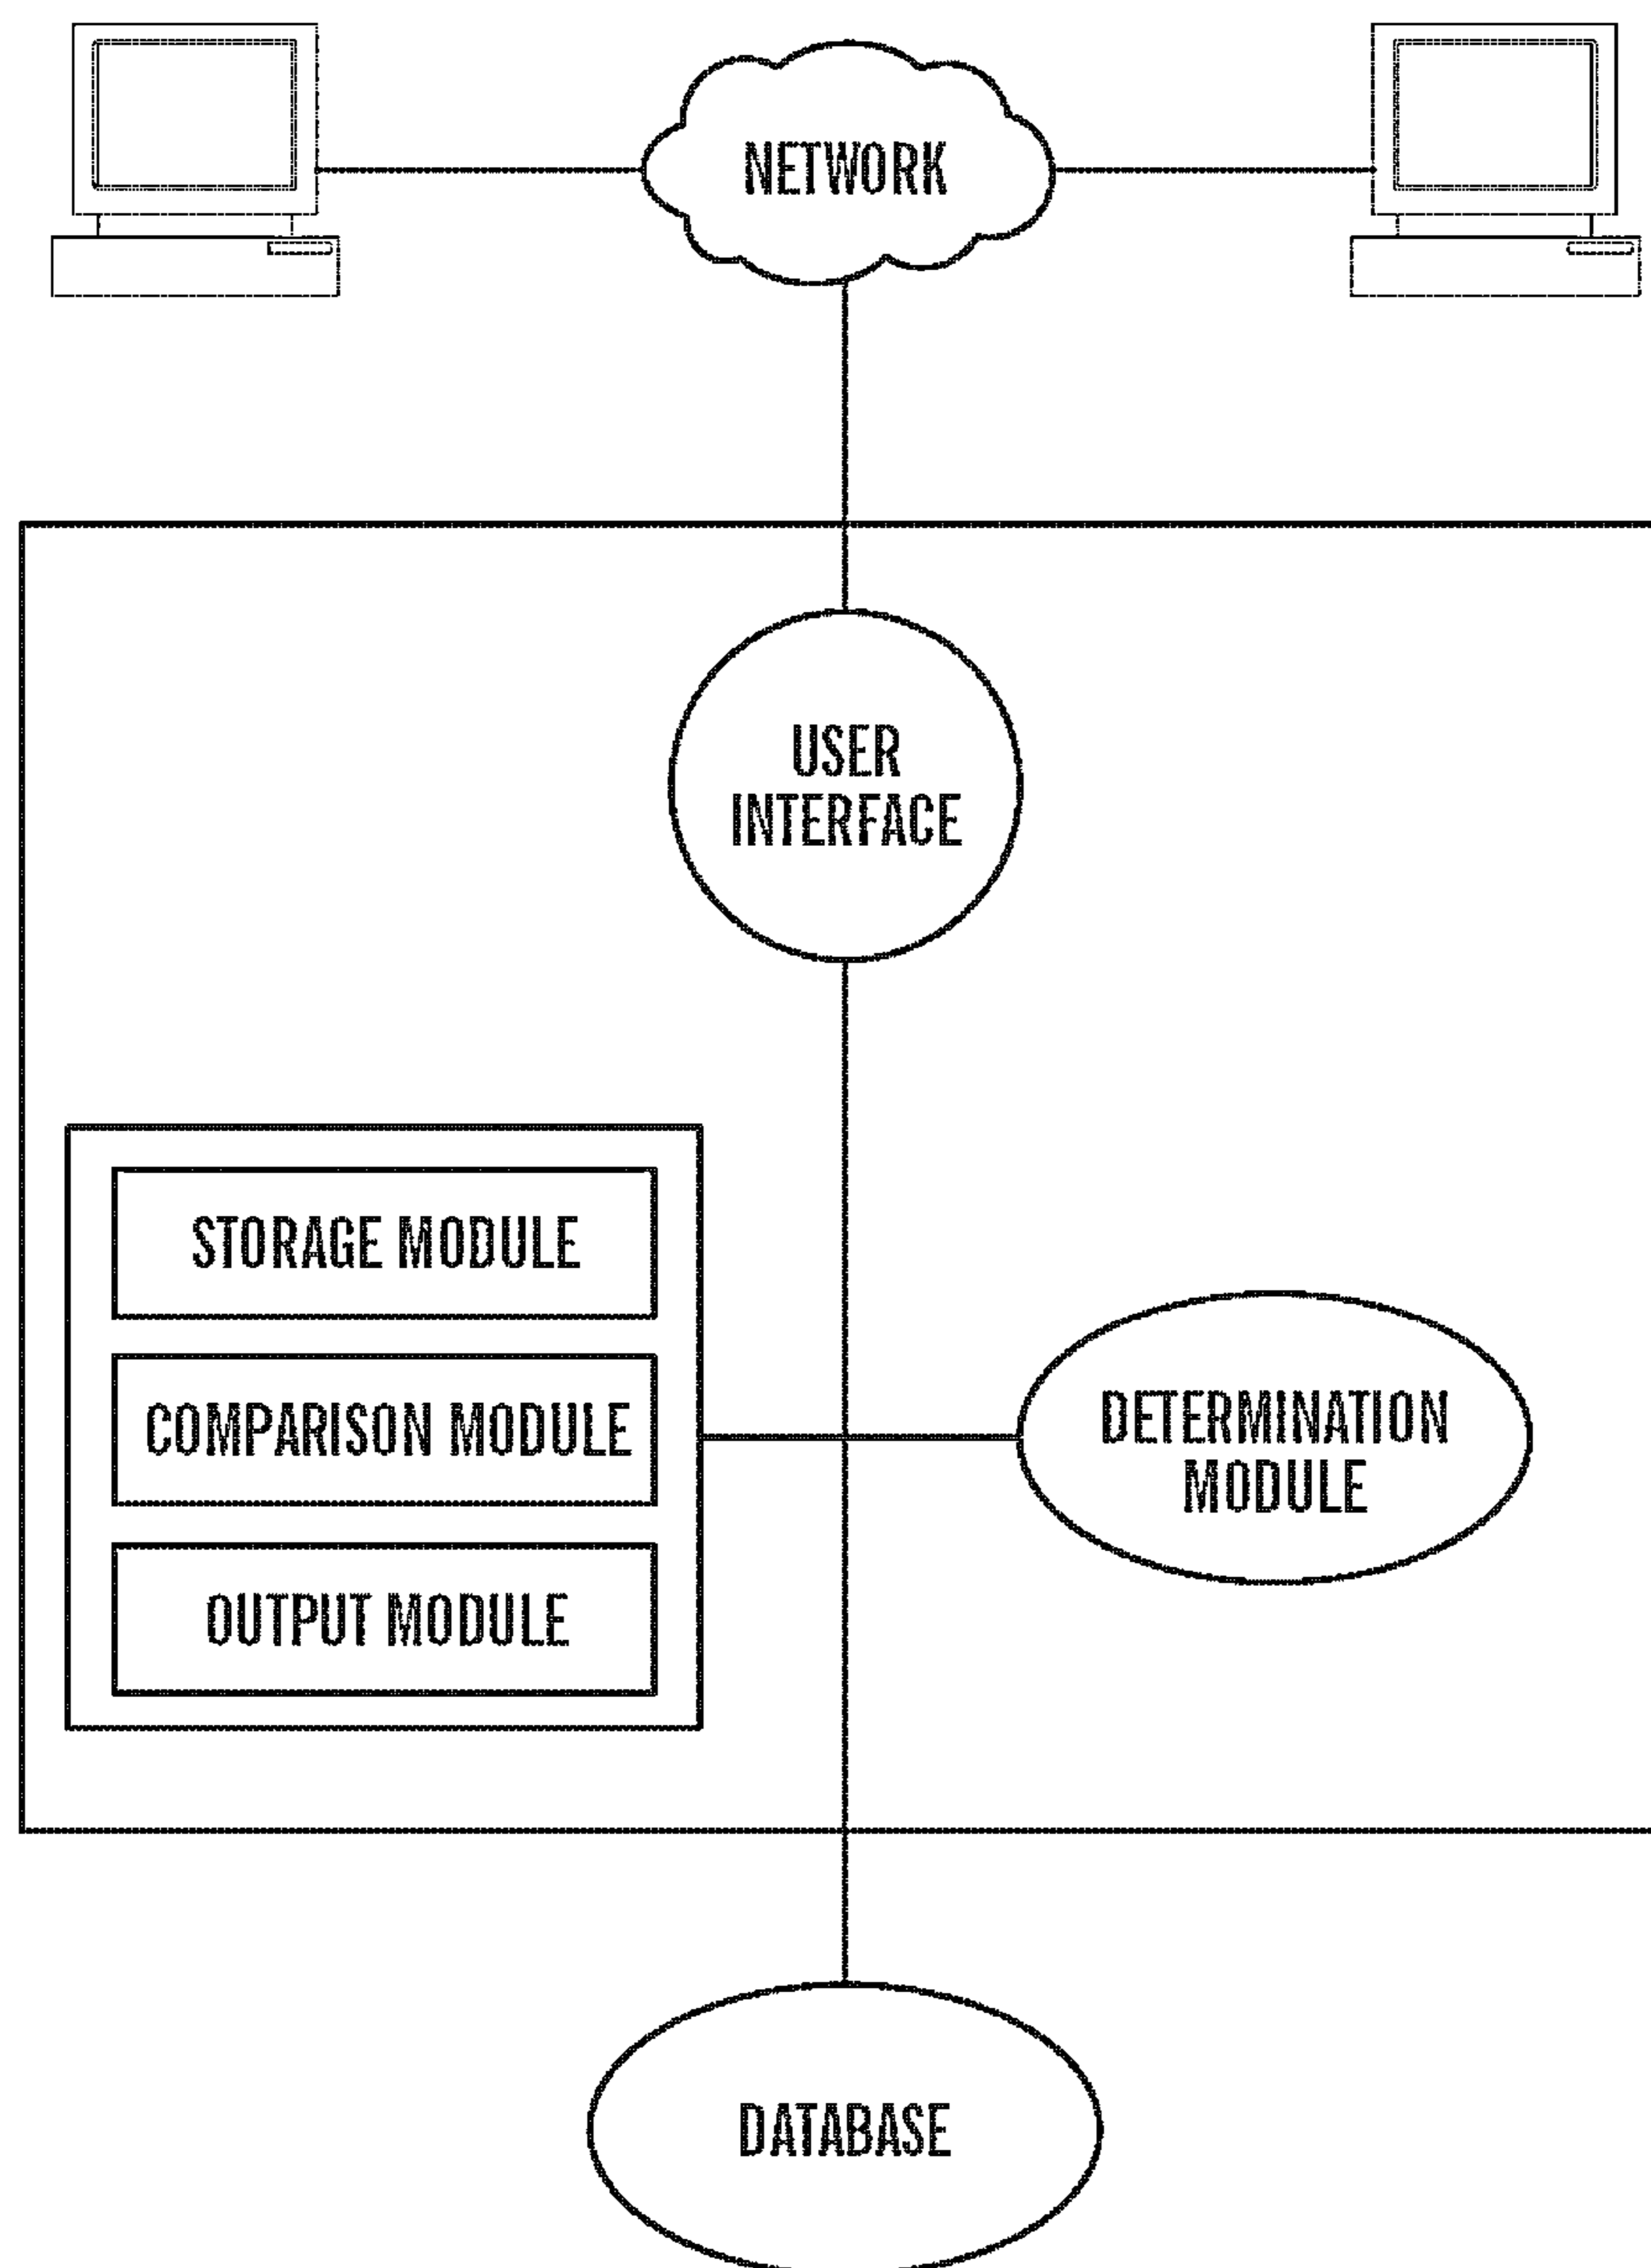 NETWORK
USER
INTERFACE
STORAGE MODULE
COMPARISON MODULE
OUTPUT MODULE
DETERMINATION
MODULE
DATABASE